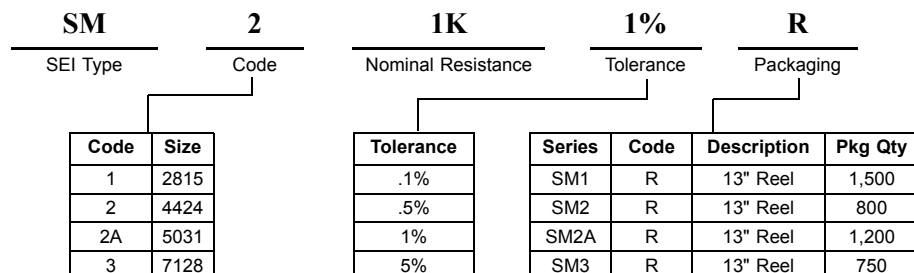 SM 2 1K 1% R
SEI Type Code Nominal Resistance Tolerance Packaging
Code Size Tolerance Series Code Description Pkg Qty
1 2815 .1% SM1 R 13" Reel 1,500
2 4424 .5% SM2 R 13" Reel 800
2A 5031 1% SM2A R 13" Reel 1,200
3 7128 5% SM3 R 13" Reel 750